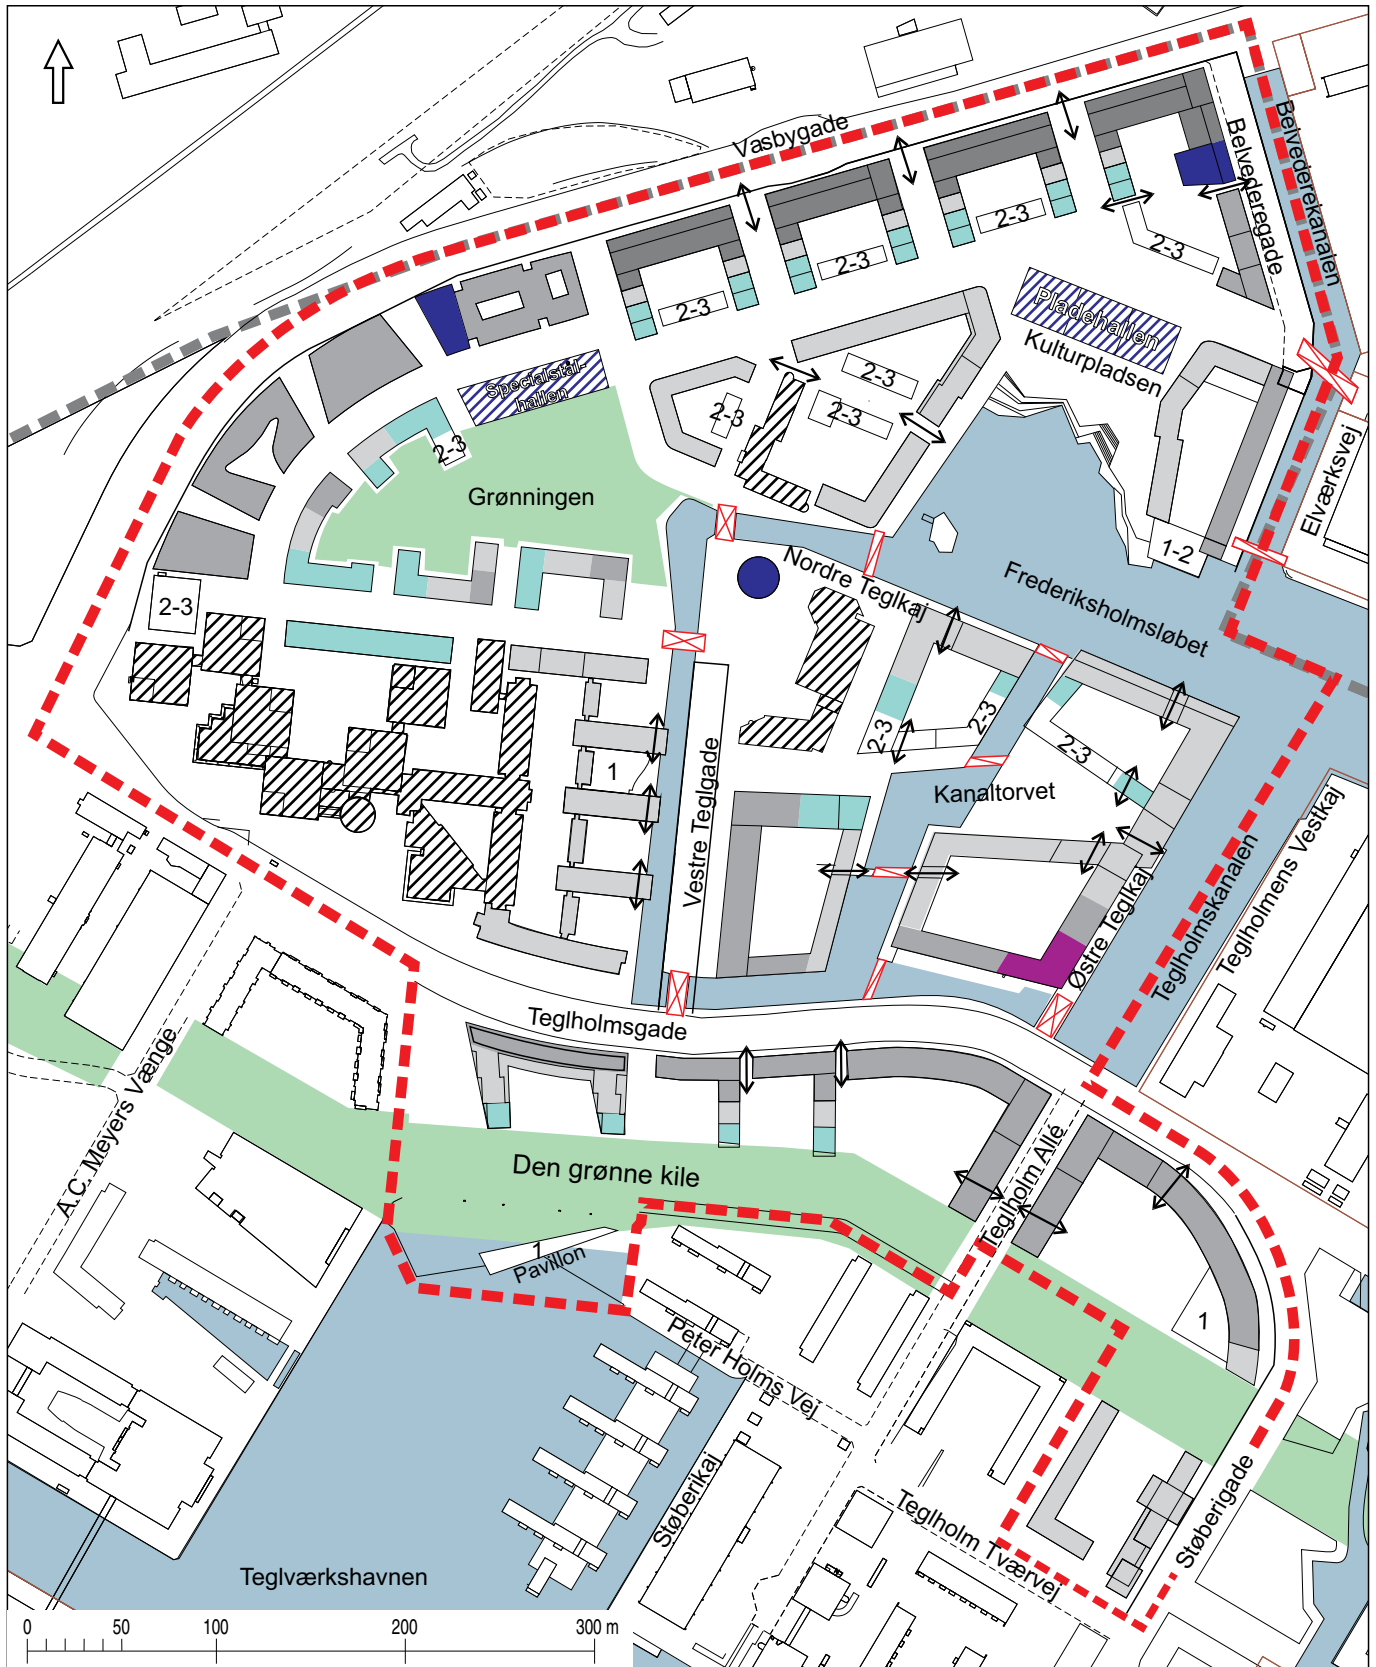 Vasbygade
Belvederekanalen
Belvederegade
2-3
2-3
2-3
2-3
Pladehallen
Kulturpladsen
Specialstål-
hallen
2-3
2-3
2-3
2-3
Grønningen
Elværksvej
1-2
Nordre Teglkaj
Frederiksholmsløbet
2-3
2-3
2-3
2-3
1
Vestre Teglgade
Kanaltorvet
Teglholmens Vestkaj
Teglholmskanalen
Østre Teglkaj
Teglholmsgade
A.C. Meyers Vænge
Den grønne kile
Teglholm Allé
1
Pavillon
1
Peter Holms Vej
Støberikaj
Teglholm Tværvej
Støberigade
Teglværkshavnen
0 50 100 200 300 m